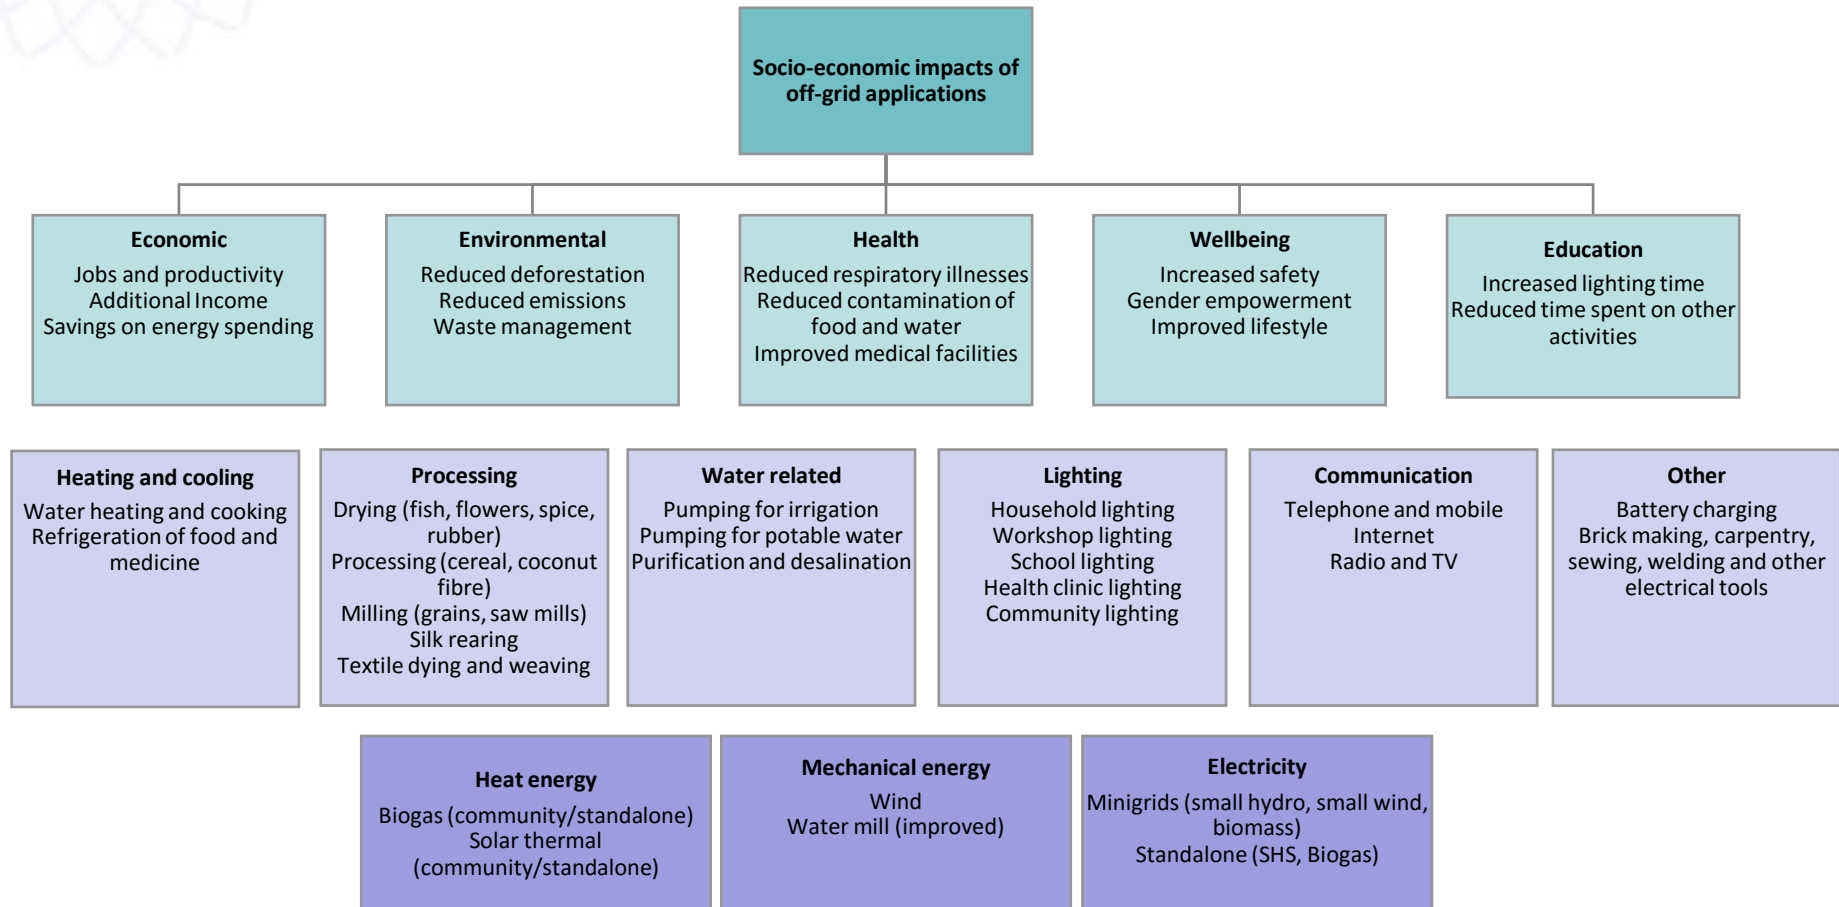 Socio-economic impacts of
off-grid applications
Economic
Jobs and productivity
Additional Income
Savings on energy spending
Environmental
Reduced deforestation
Reduced emissions
Waste management
Health
Reduced respiratory illnesses
Reduced contamination of
food and water
Improved medical facilities
Wellbeing
Increased safety
Gender empowerment
Improved lifestyle
Education
Increased lighting time
Reduced time spent on other
activities
Heating and cooling
Water heating and cooking
Refrigeration of food and
medicine
Processing
Drying (fish, flowers, spice,
rubber)
Processing (cereal, coconut
fibre)
Milling (grains, saw mills)
Silk rearing
Textile dying and weaving
Water related
Pumping for irrigation
Pumping for potable water
Purification and desalination
Lighting
Household lighting
Workshop lighting
School lighting
Health clinic lighting
Community lighting
Communication
Telephone and mobile
Internet
Radio and TV
Other
Battery charging
Brick making, carpentry,
sewing, welding and other
electrical tools
Heat energy
Biogas (community/standalone)
Solar thermal
(community/standalone)
Mechanical energy
Wind
Water mill (improved)
Electricity
Minigrids (small hydro, small wind,
biomass)
Standalone (SHS, Biogas)